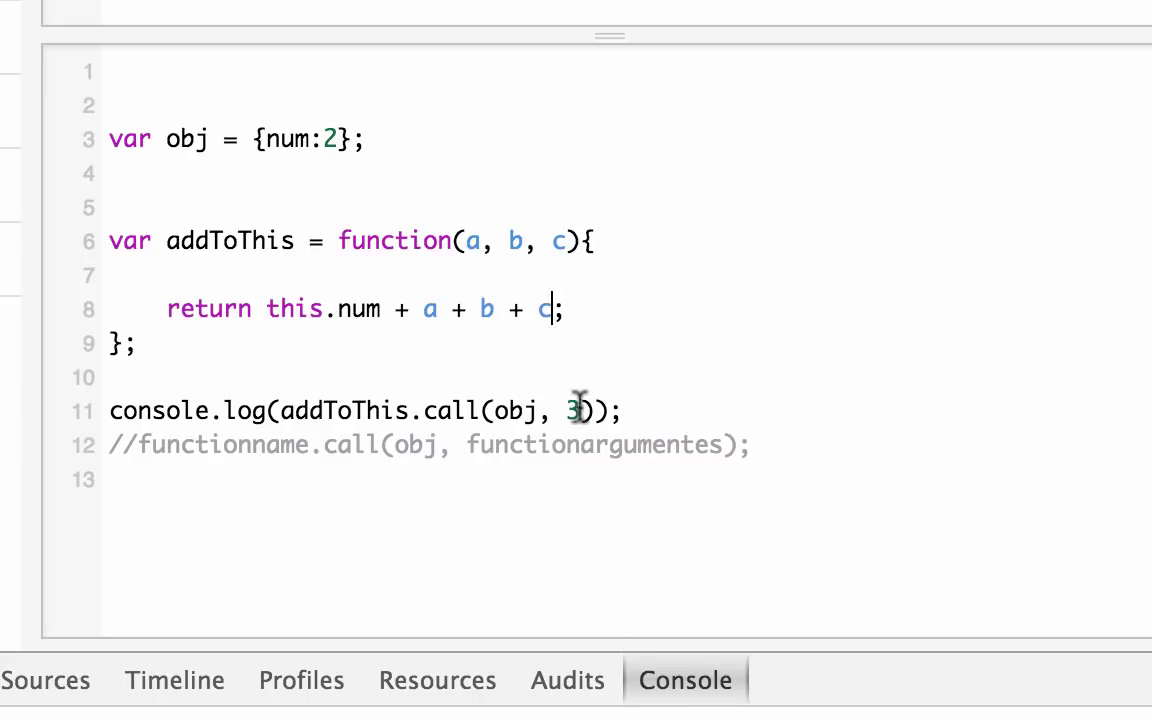 1
2
3 var obj = {num:2};
4
5
6 var addToThis = function(a, b, c){
7
8 return this.num + a + b + c;
9 };
10
11 console.log(addToThis.call(obj, 3));
12 //functionname.call(obj, functionargumentes);
13
Sources Timeline Profiles Resources Audits Console